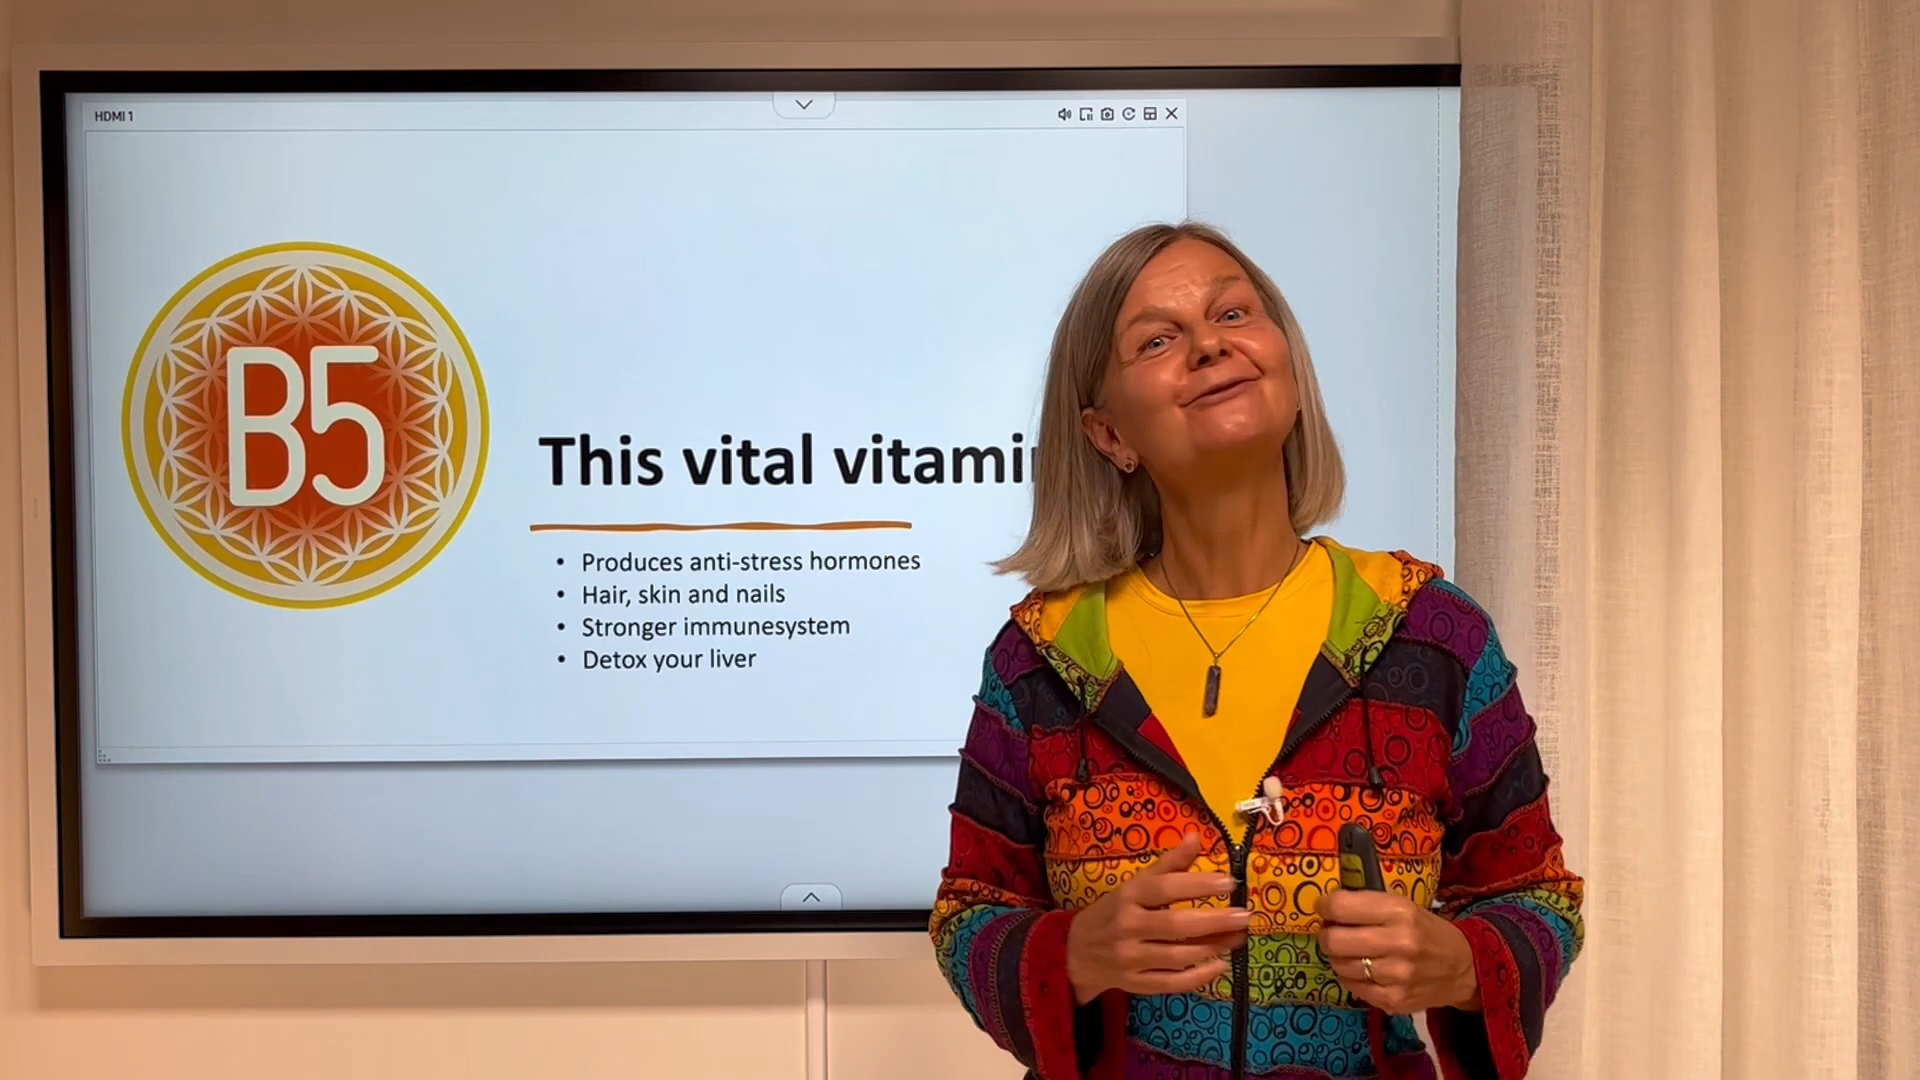 HDMI 1
B5
This vital vitami
• Produces anti-stress hormones
• Hair, skin and nails
• Stronger immunesystem
• Detox your liver